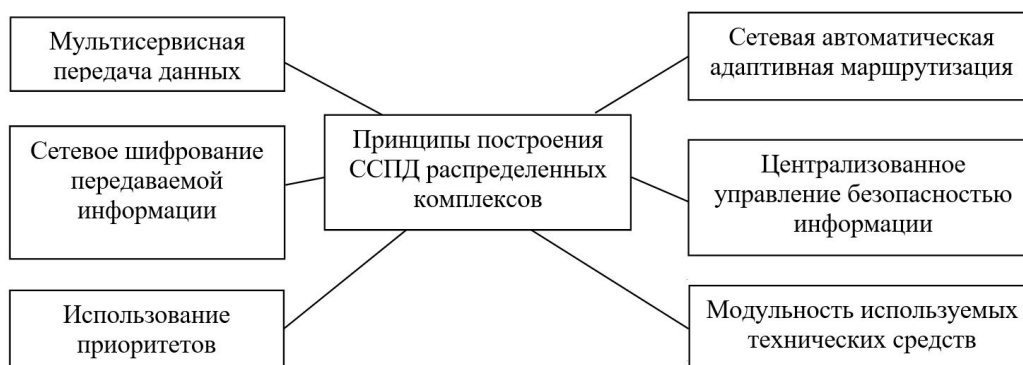 Мультисервисная
передача данных
Сетевое шифрование
передаваемой
информации
Использование
приоритетов
Принципы построения
ССПД распределенных
комплексов
Сетевая автоматическая
адаптивная маршрутизация
Централизованное
управление безопасностью
информации
Модульность используемых
технических средств